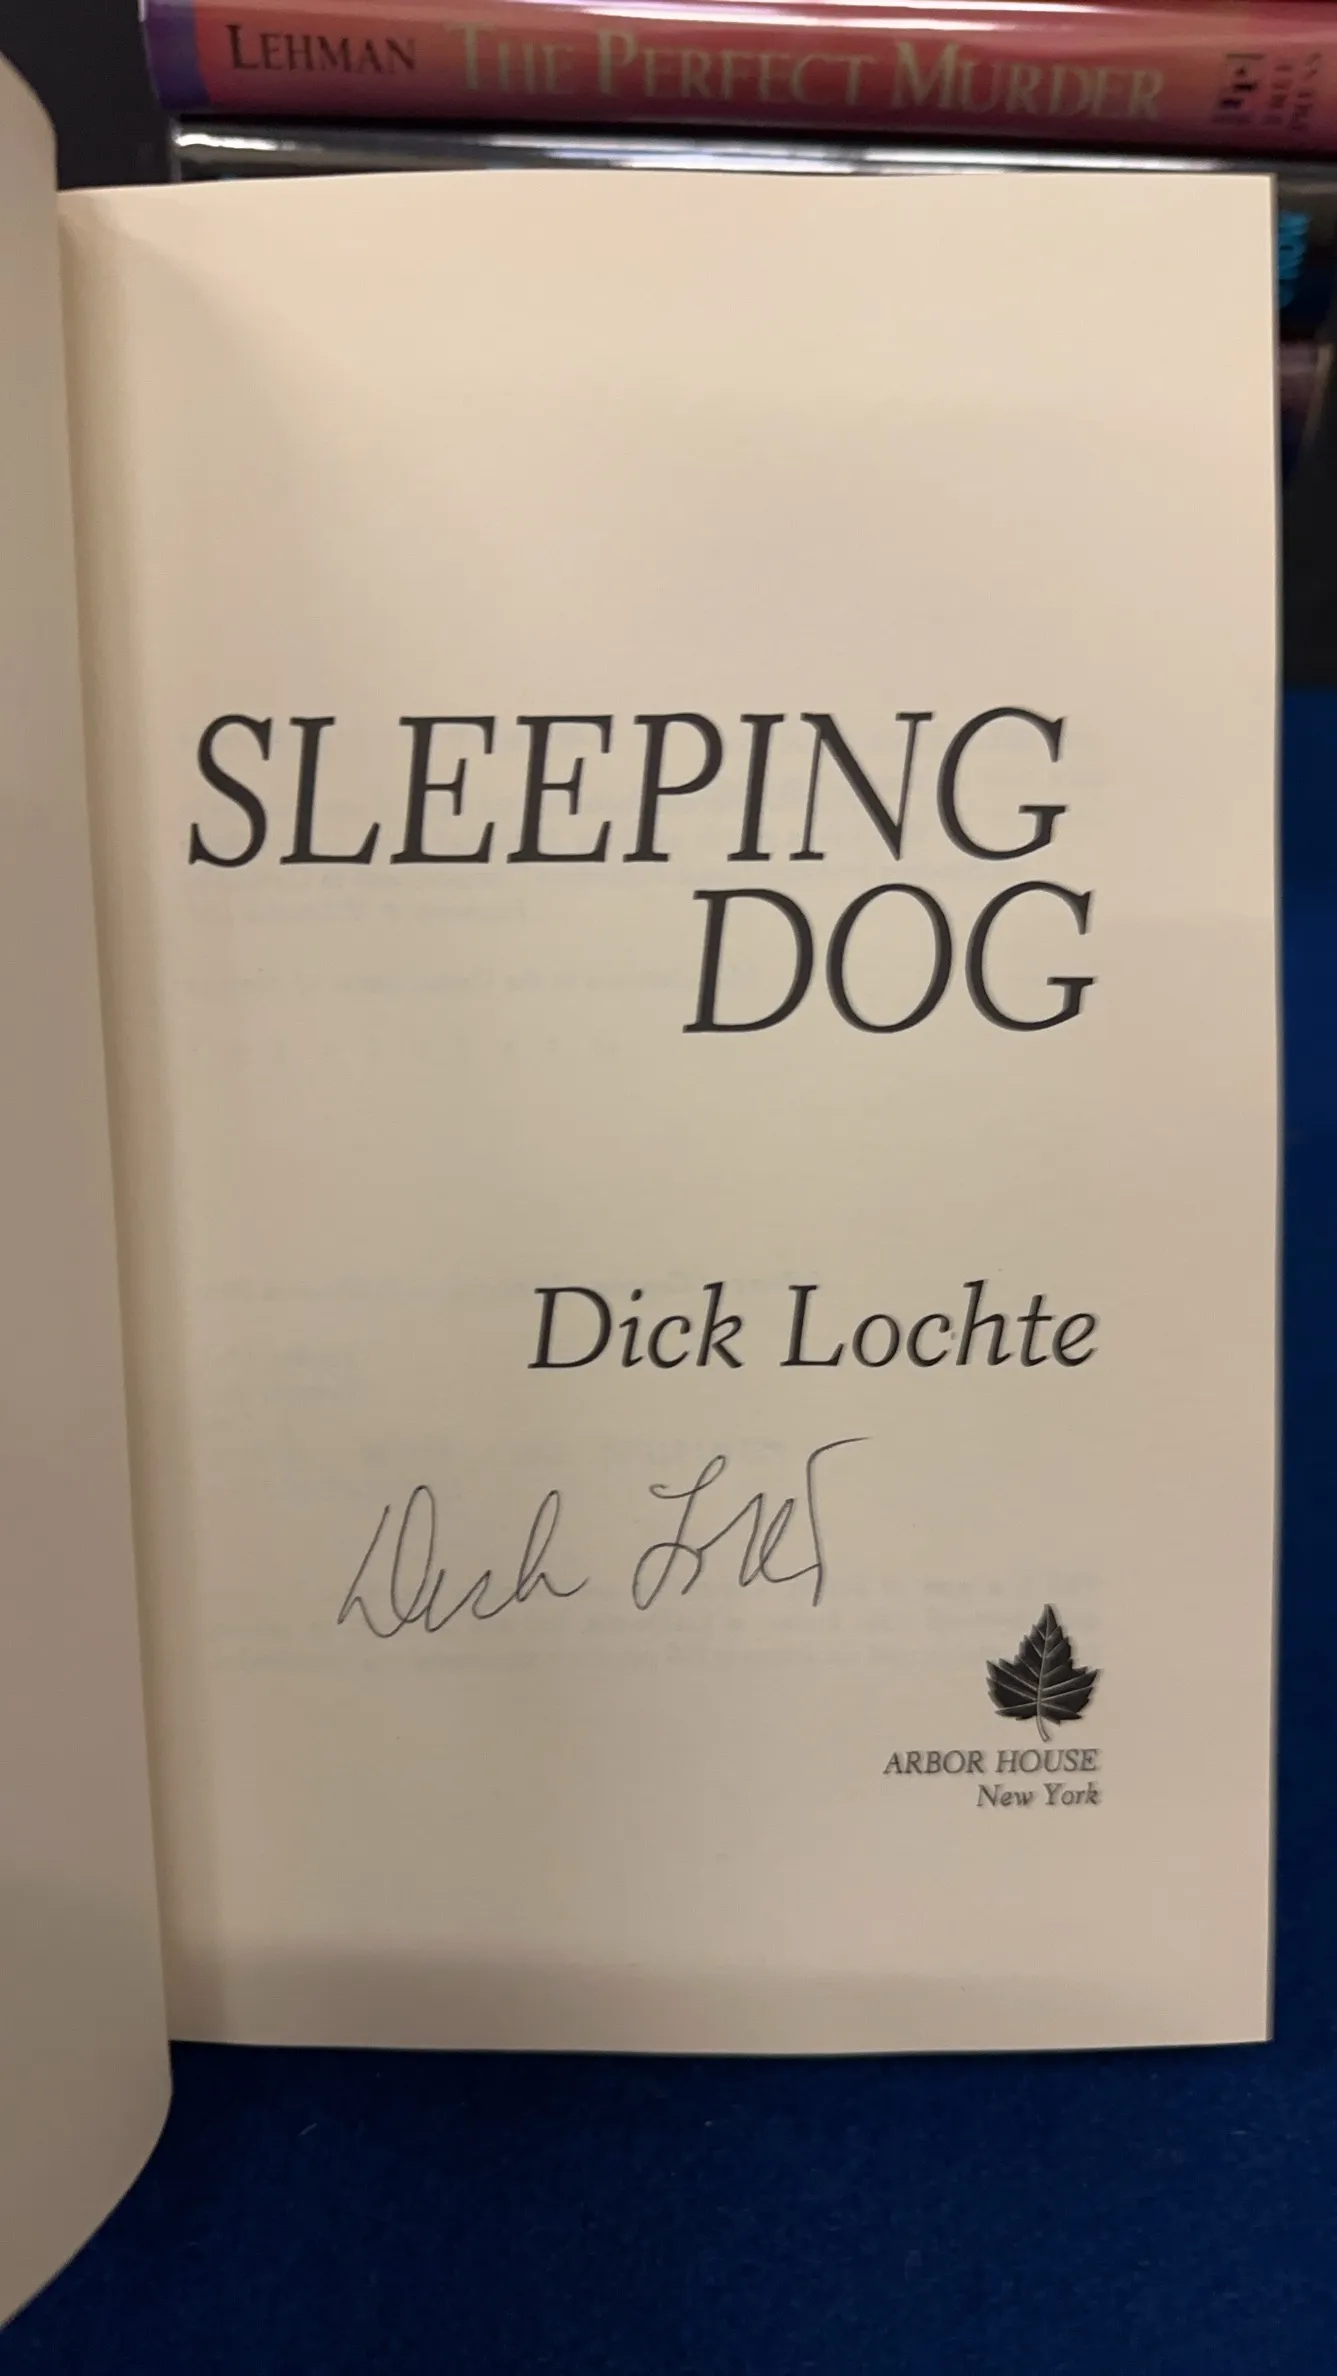 LEHMAN THE PERFECT MURDER
SLEEPING
DOG
Dick Lochte
Dick Lochte
ARBOR HOUSE
New York